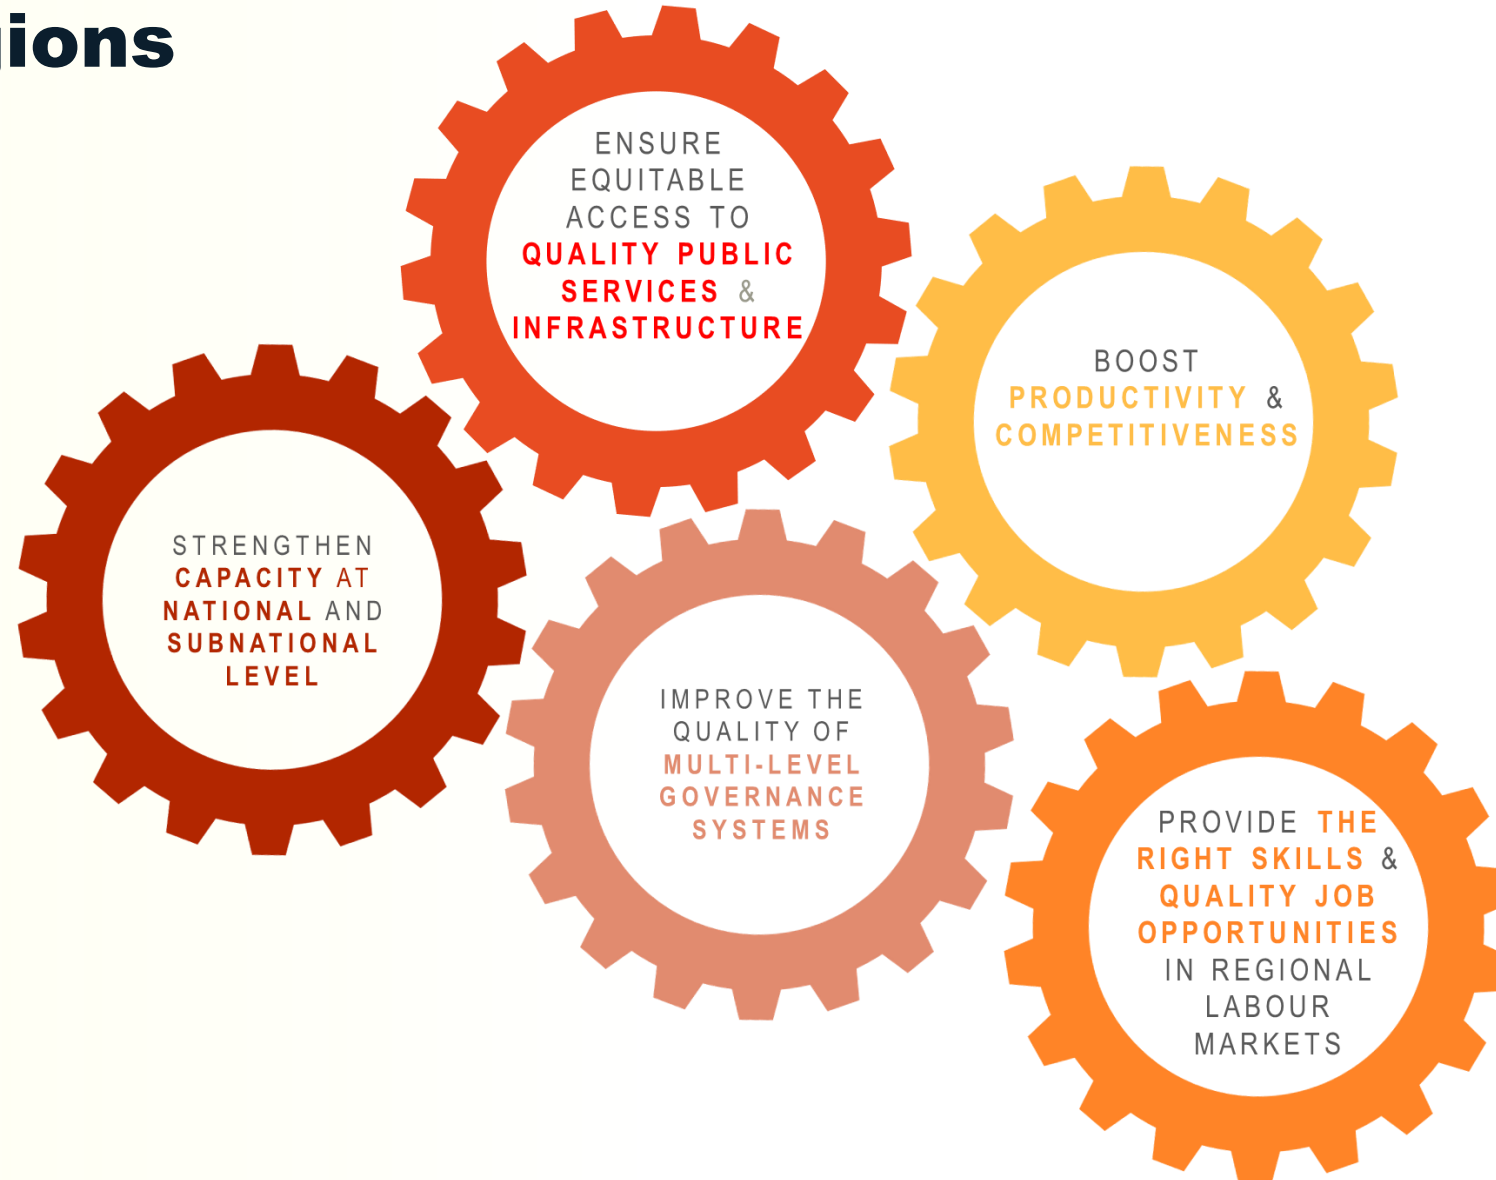 gions
ENSURE
EQUITABLE
ACCESS TO
QUALITY PUBLIC
SERVICES &
INFRASTRUCTURE
BOOST
PRODUCTIVITY &
COMPETITIVENESS
STRENGTHEN
CAPACITY AT
NATIONAL AND
SUBNATIONAL
LEVEL
IMPROVE THE
QUALITY OF
MULTI-LEVEL
GOVERNANCE
SYSTEMS
PROVIDE THE
RIGHT SKILLS &
QUALITY JOB
OPPORTUNITIES
IN REGIONAL
LABOUR
MARKETS